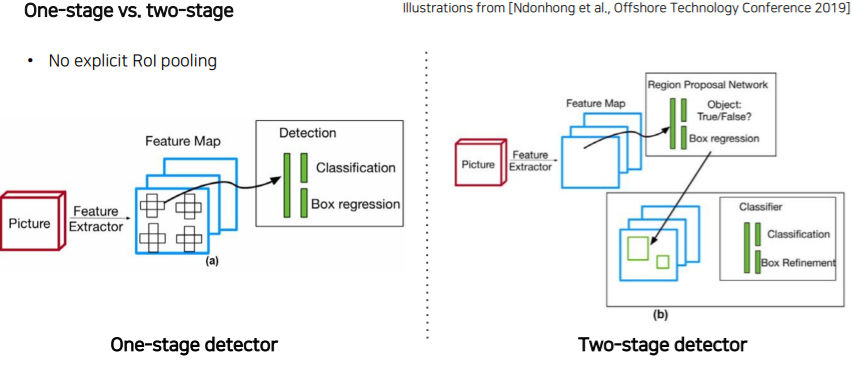 One-stage vs. two-stage
Illustrations from [Ndonhong et al., Offshore Technology Conference 2019]
• No explicit RoI pooling
Feature Map
Detection
Classification
Box regression
Picture
Feature
Extractor
(a)
One-stage detector
Region Proposal Network
Feature Map
Object:
True/False?
Box regression
Picture
Feature
Extractor
Classifier
Classification
Box Refinement
(b)
Two-stage detector